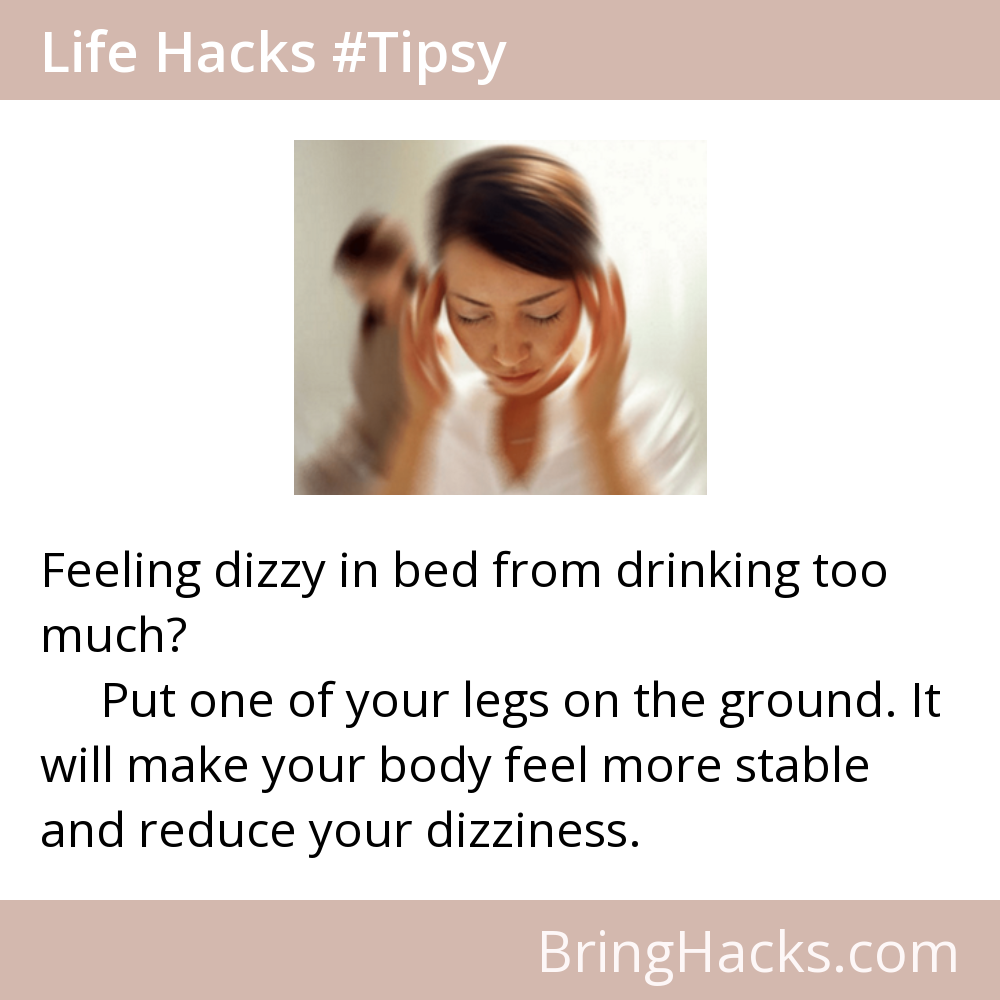 Life Hacks #Tipsy
Feeling dizzy in bed from drinking too
much?
Put one of your legs on the ground. It
will make your body feel more stable
and reduce your dizziness.
BringHacks.com